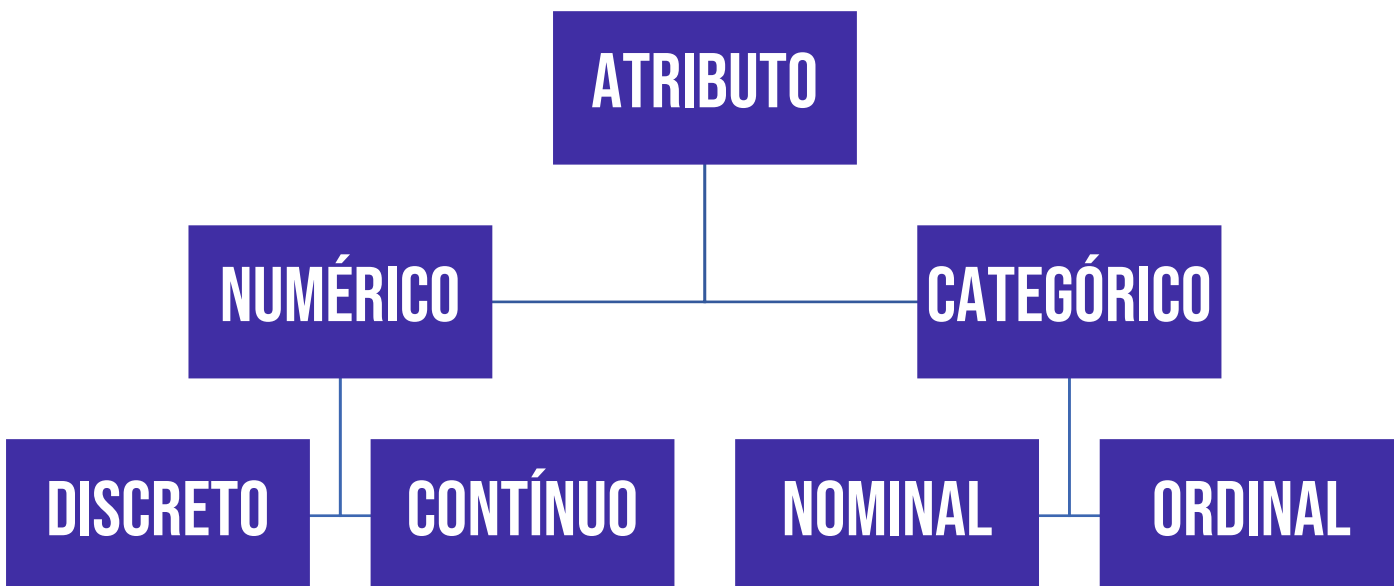 ATRIBUTO
NUMÉRICO
CATEGÓRICO
DISCRETO
CONTÍNUO
NOMINAL
ORDINAL